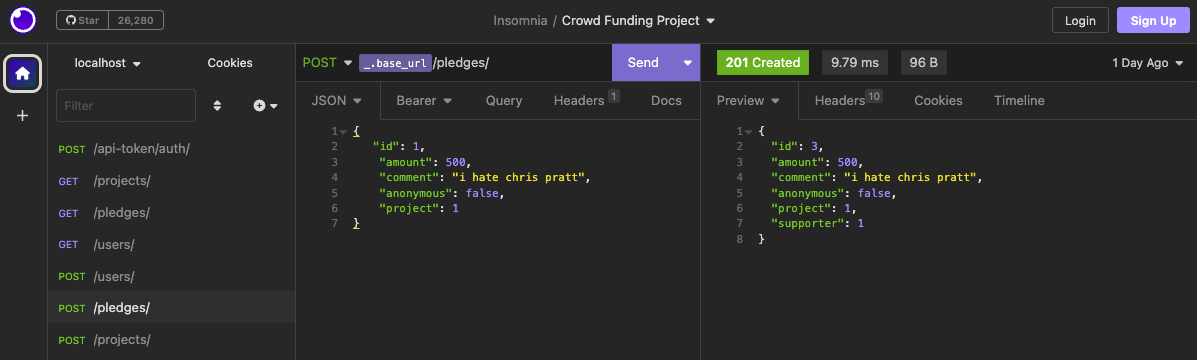 Star 26,280 Insomnia / Crowd Funding Project Login Sign Up
localhost Cookies POST _.base_url /pledges/ Send 201 Created 9.79 ms 96 B 1 Day Ago
Filter JSON Bearer Query Headers 1 Docs Preview Headers 10 Cookies Timeline
POST /api-token/auth/
GET /projects/
GET /pledges/
GET /users/
POST /users/
POST /pledges/
POST /projects/
1 {
2 "id": 1,
3 "amount": 500,
4 "comment": "i hate chris pratt",
5 "anonymous": false,
6 "project": 1
7 }
1 {
2 "id": 3,
3 "amount": 500,
4 "comment": "i hate chris pratt",
5 "anonymous": false,
6 "project": 1,
7 "supporter": 1
8 }